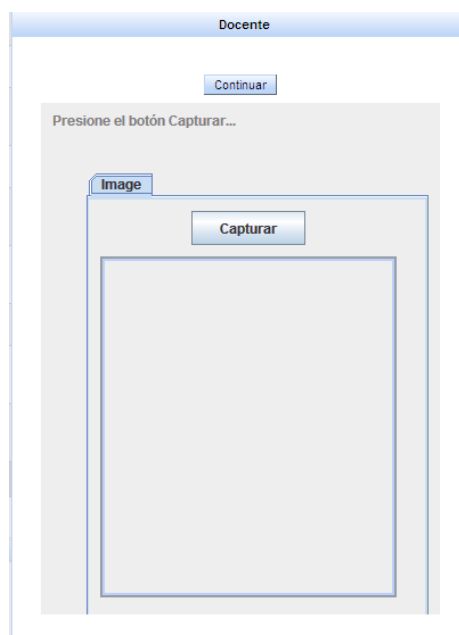 Docente
Continuar
Presione el botón Capturar...
Image
Capturar